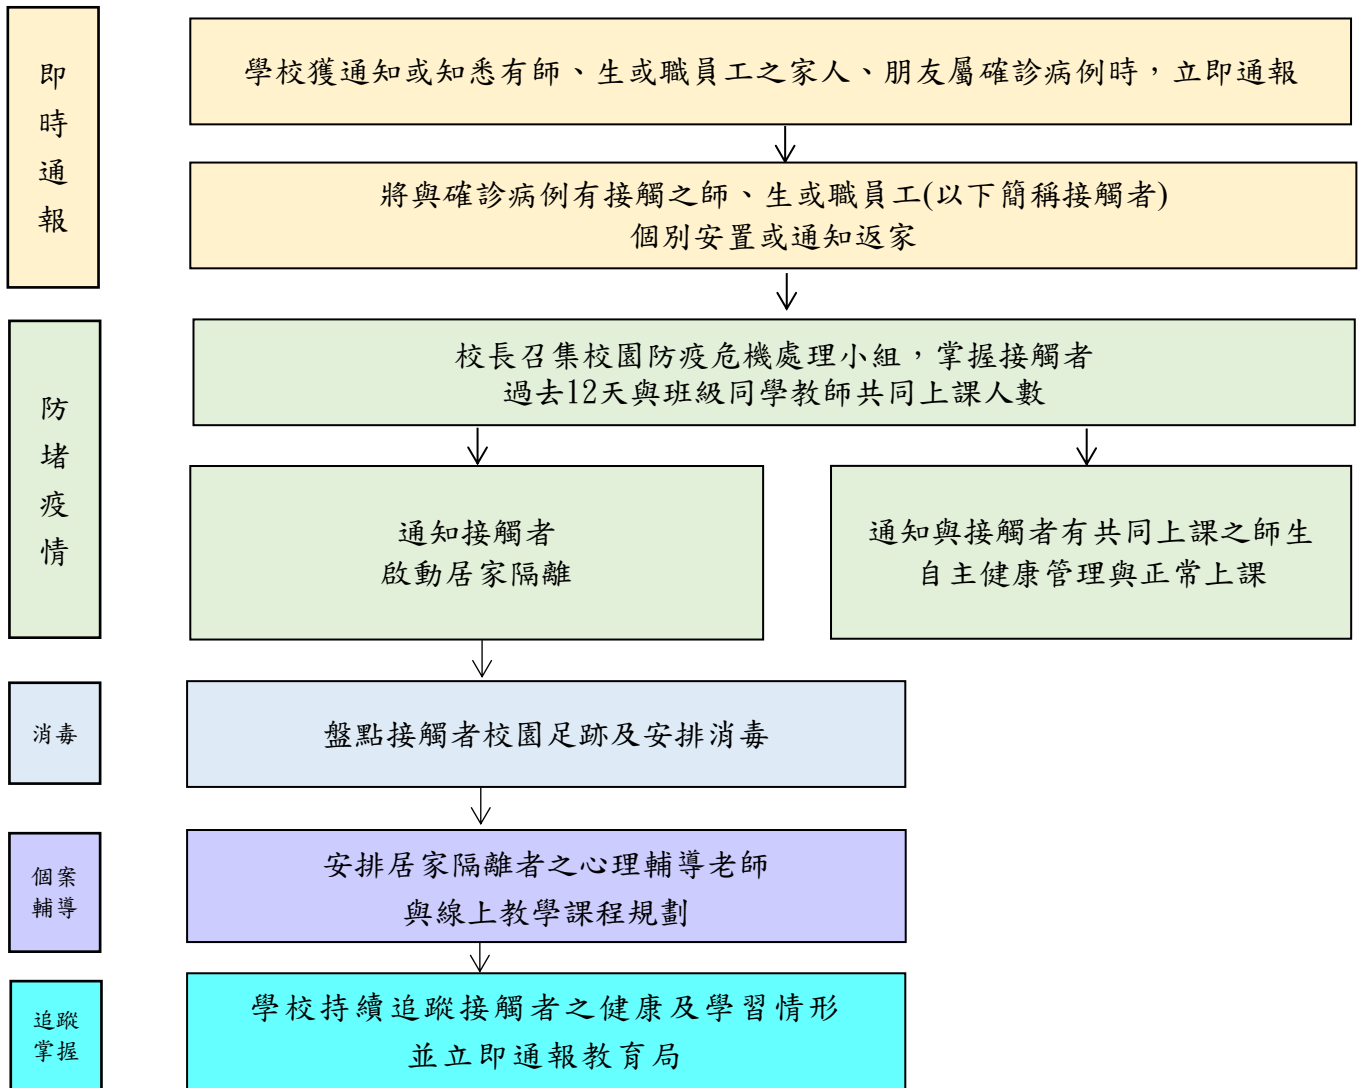 即
時
通
報
學校獲通知或知悉有師、生或職員工之家人、朋友屬確診病例時，立即通報
將與確診病例有接觸之師、生或職員工(以下簡稱接觸者)
個別安置或通知返家
防
堵
疫
情
校長召集校園防疫危機處理小組，掌握接觸者
過去12天與班級同學教師共同上課人數
通知接觸者
啟動居家隔離
通知與接觸者有共同上課之師生
自主健康管理與正常上課
消毒
盤點接觸者校園足跡及安排消毒
個案
輔導
安排居家隔離者之心理輔導老師
與線上教學課程規劃
追蹤
掌握
學校持續追蹤接觸者之健康及學習情形
並立即通報教育局